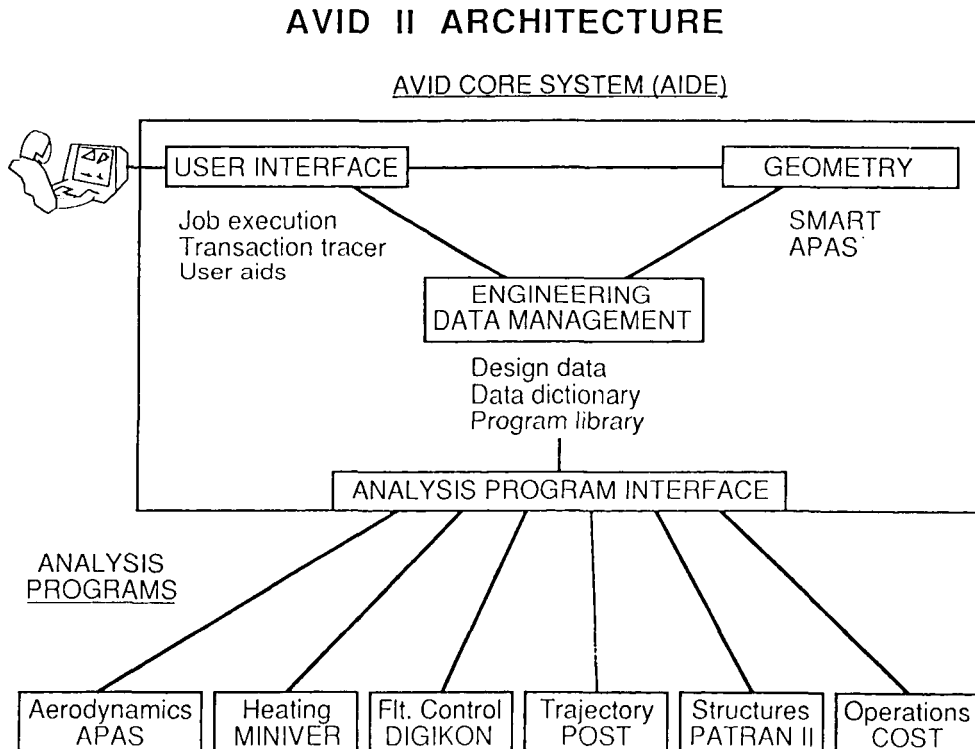 AVID II ARCHITECTURE
AVID CORE SYSTEM (AIDE)
USER INTERFACE
GEOMETRY
Job execution
Transaction tracer
User aids
SMART
APAS
ENGINEERING
DATA MANAGEMENT
Design data
Data dictionary
Program library
ANALYSIS PROGRAM INTERFACE
ANALYSIS
PROGRAMS
Aerodynamics
APAS
Heating
MINIVER
Flt. Control
DIGIKON
Trajectory
POST
Structures
PATRAN II
Operations
COST